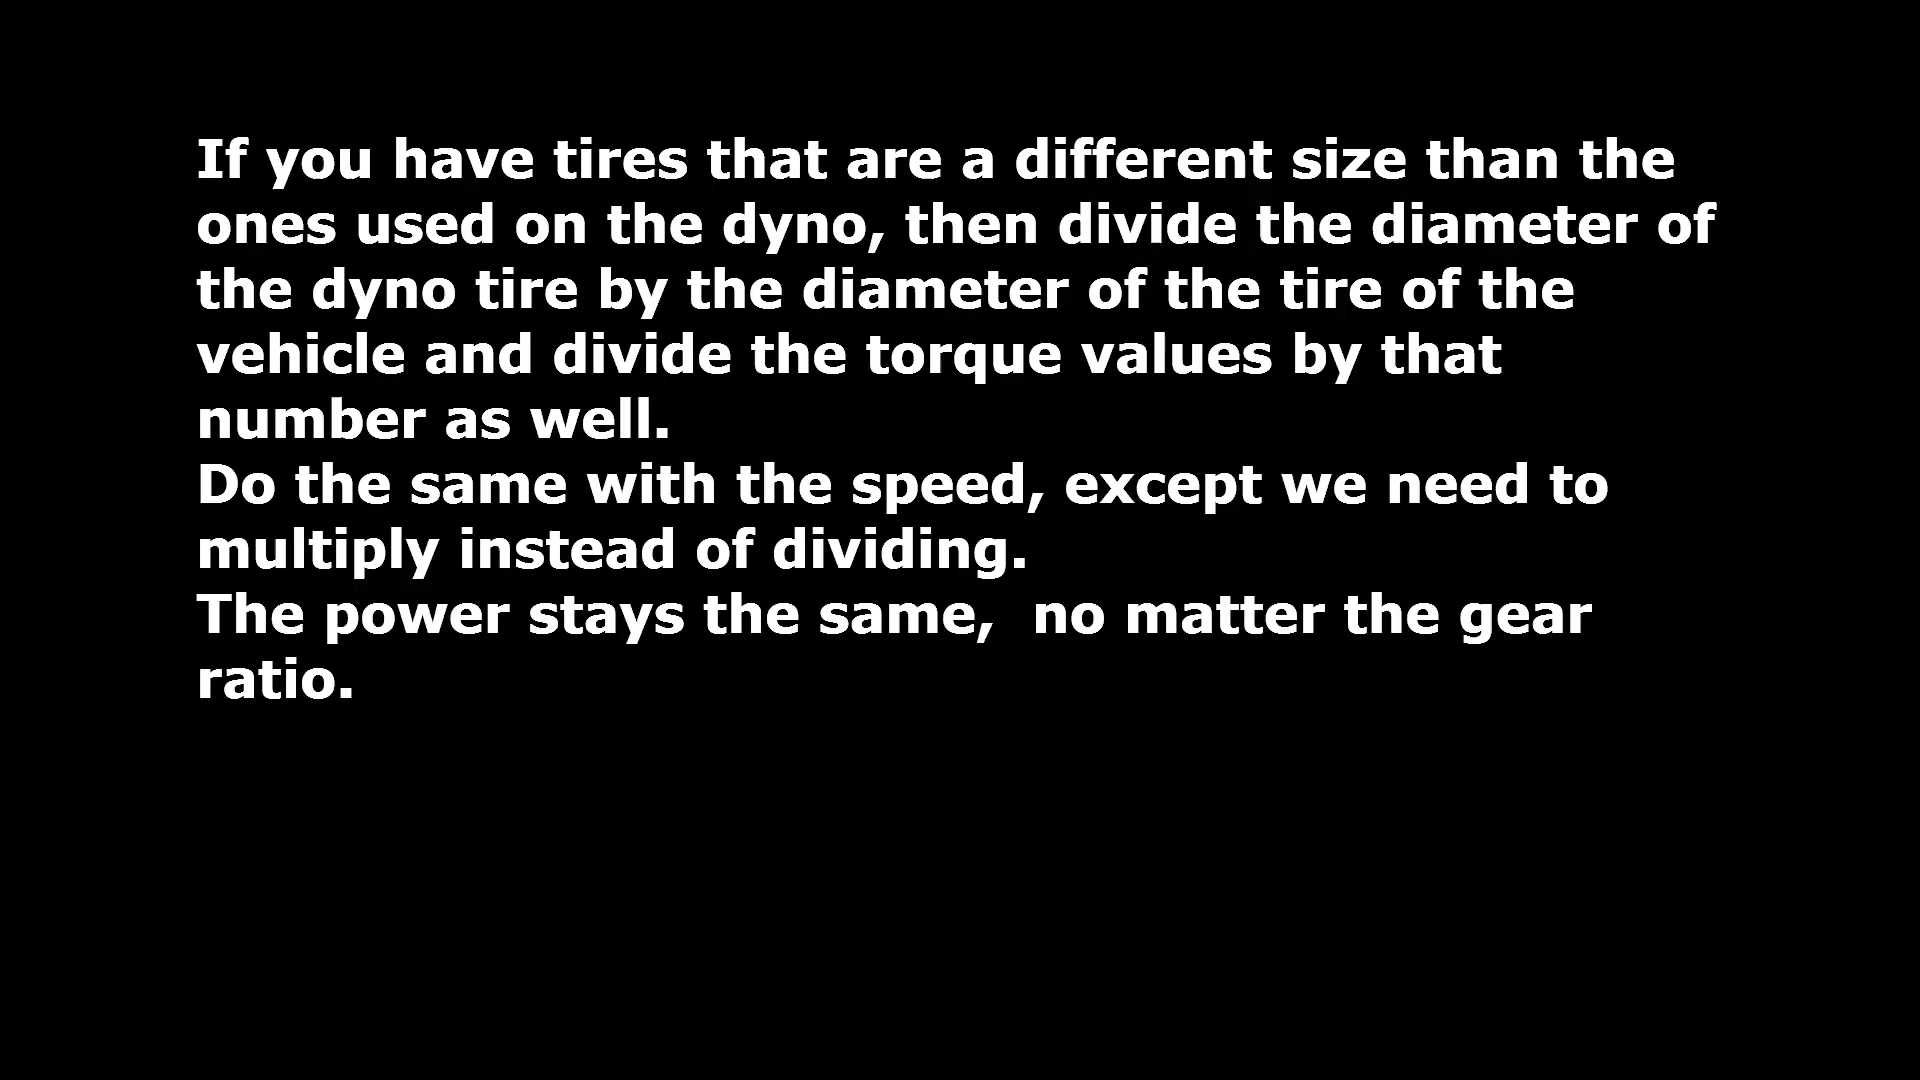 If you have tires that are a different size than the
ones used on the dyno, then divide the diameter of
the dyno tire by the diameter of the tire of the
vehicle and divide the torque values by that
number as well.
Do the same with the speed, except we need to
multiply instead of dividing.
The power stays the same,  no matter the gear
ratio.